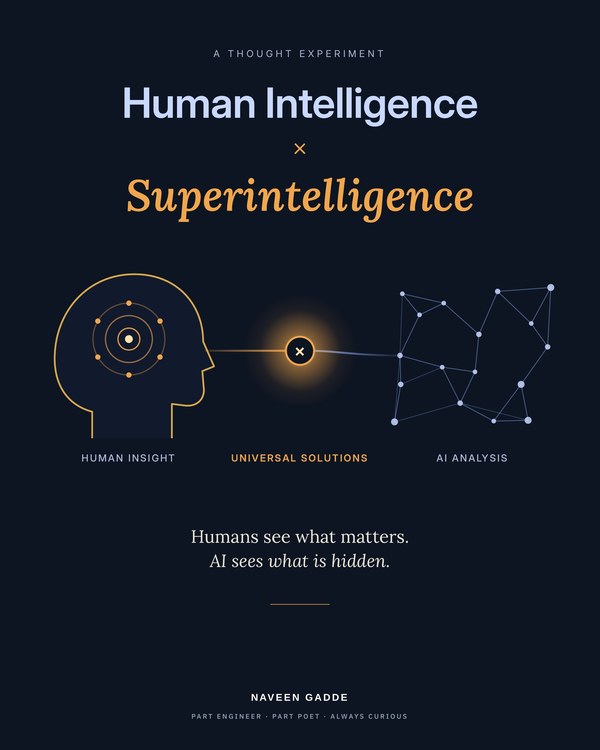 A THOUGHT EXPERIMENT
Human Intelligence
×
Superintelligence
×
HUMAN INSIGHT
UNIVERSAL SOLUTIONS
AI ANALYSIS
Humans see what matters.
AI sees what is hidden.
NAVEEN GADDE
PART ENGINEER · PART POET · ALWAYS CURIOUS